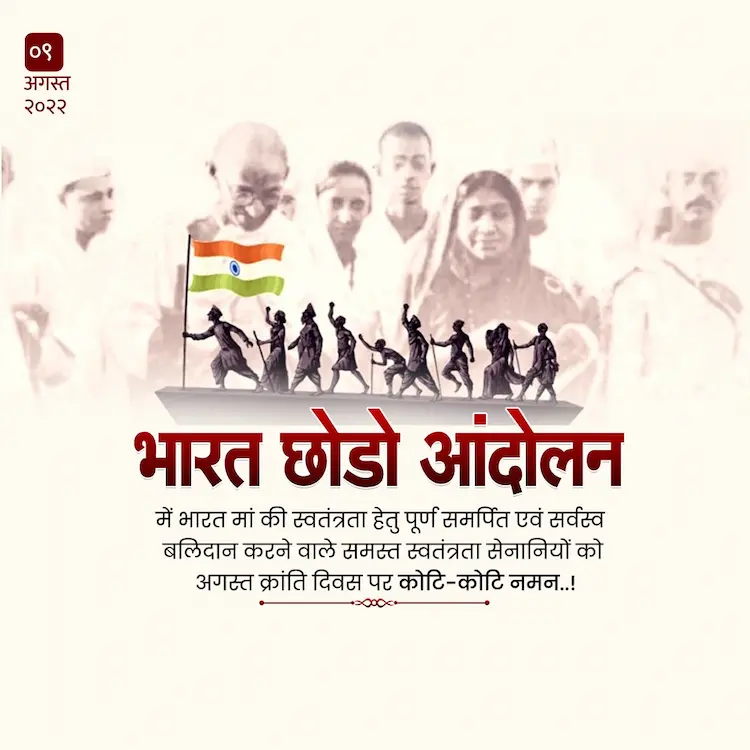 ०९
अगस्त
२०२२
भारत छोडो आंदोलन
में भारत मां की स्वतंत्रता हेतु पूर्ण समर्पित एवं सर्वस्व
बलिदान करने वाले समस्त स्वतंत्रता सेनानियों को
अगस्त क्रांति दिवस पर कोटि-कोटि नमन..!